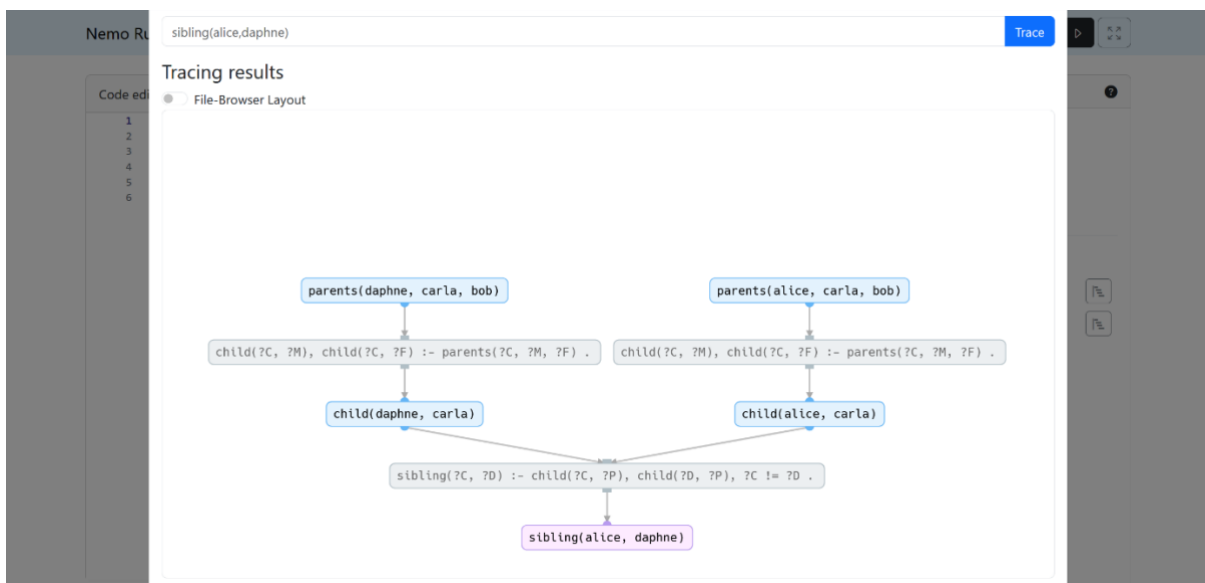 Nemo Ru
sibling(alice,daphne)
Trace
Tracing results
Code edi
File-Browser Layout
1
2
3
4
5
6
parents(daphne, carla, bob)
parents(alice, carla, bob)
child(?C, ?M), child(?C, ?F) :- parents(?C, ?M, ?F) .
child(?C, ?M), child(?C, ?F) :- parents(?C, ?M, ?F) .
child(daphne, carla)
child(alice, carla)
sibling(?C, ?D) :- child(?C, ?P), child(?D, ?P), ?C != ?D .
sibling(alice, daphne)